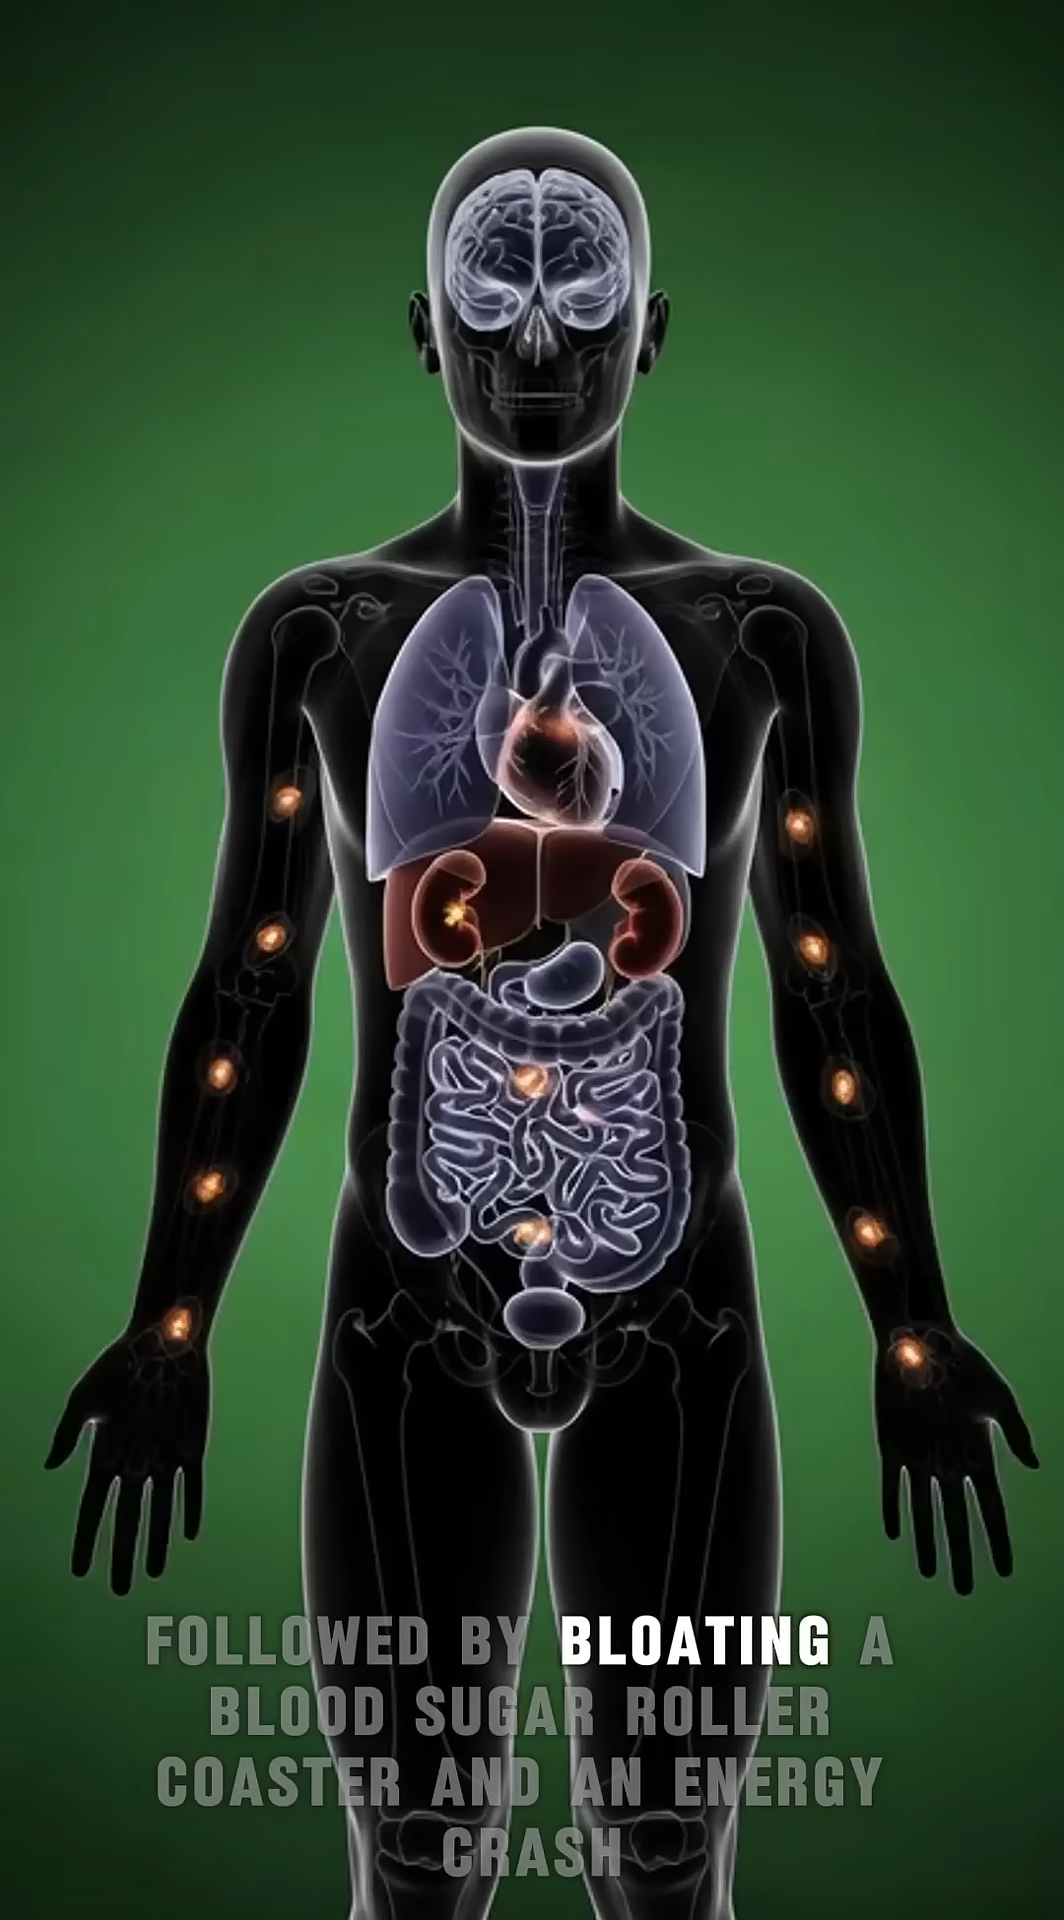 FOLLOWED BY BLOATING A
BLOOD SUGAR ROLLER
COASTER AND AN ENERGY
CRASH